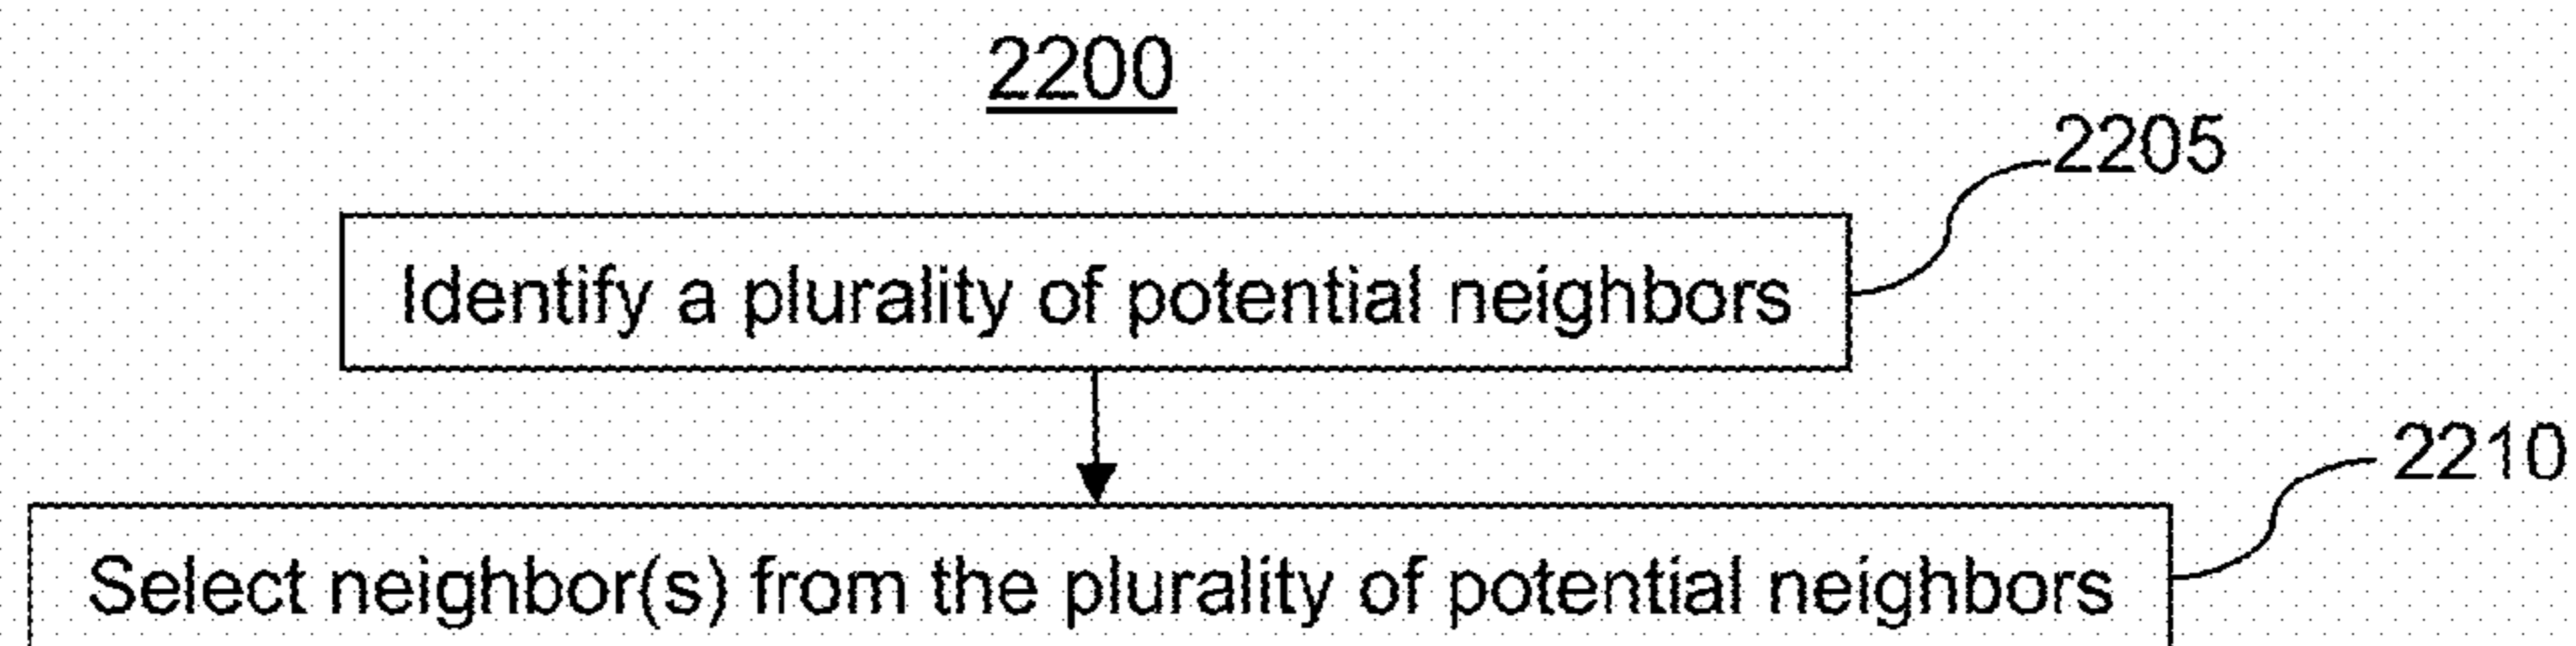 2200
2205
Identify a plurality of potential neighbors
2210
Select neighbor(s) from the plurality of potential neighbors